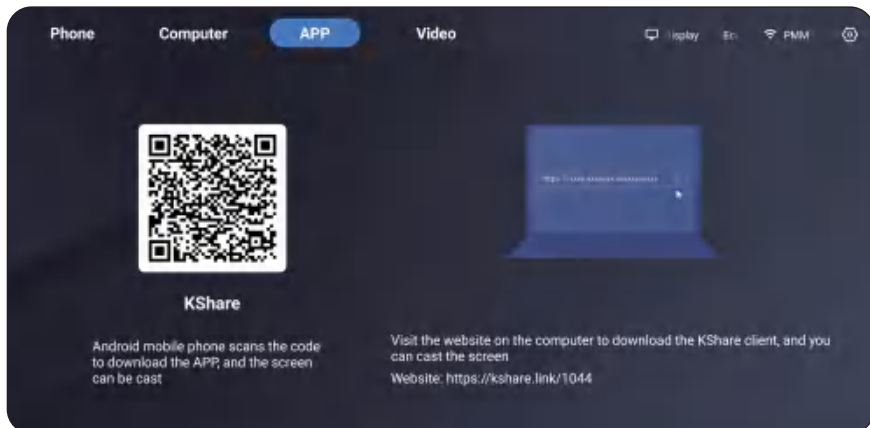 Phone Computer APP Video PMM
KShare
Android mobile phone scans the code
to download the APP, and the screen
can be cast
Visit the website on the computer to download the KShare client, and you
can cast the screen
Website: https://kshare.link/1044